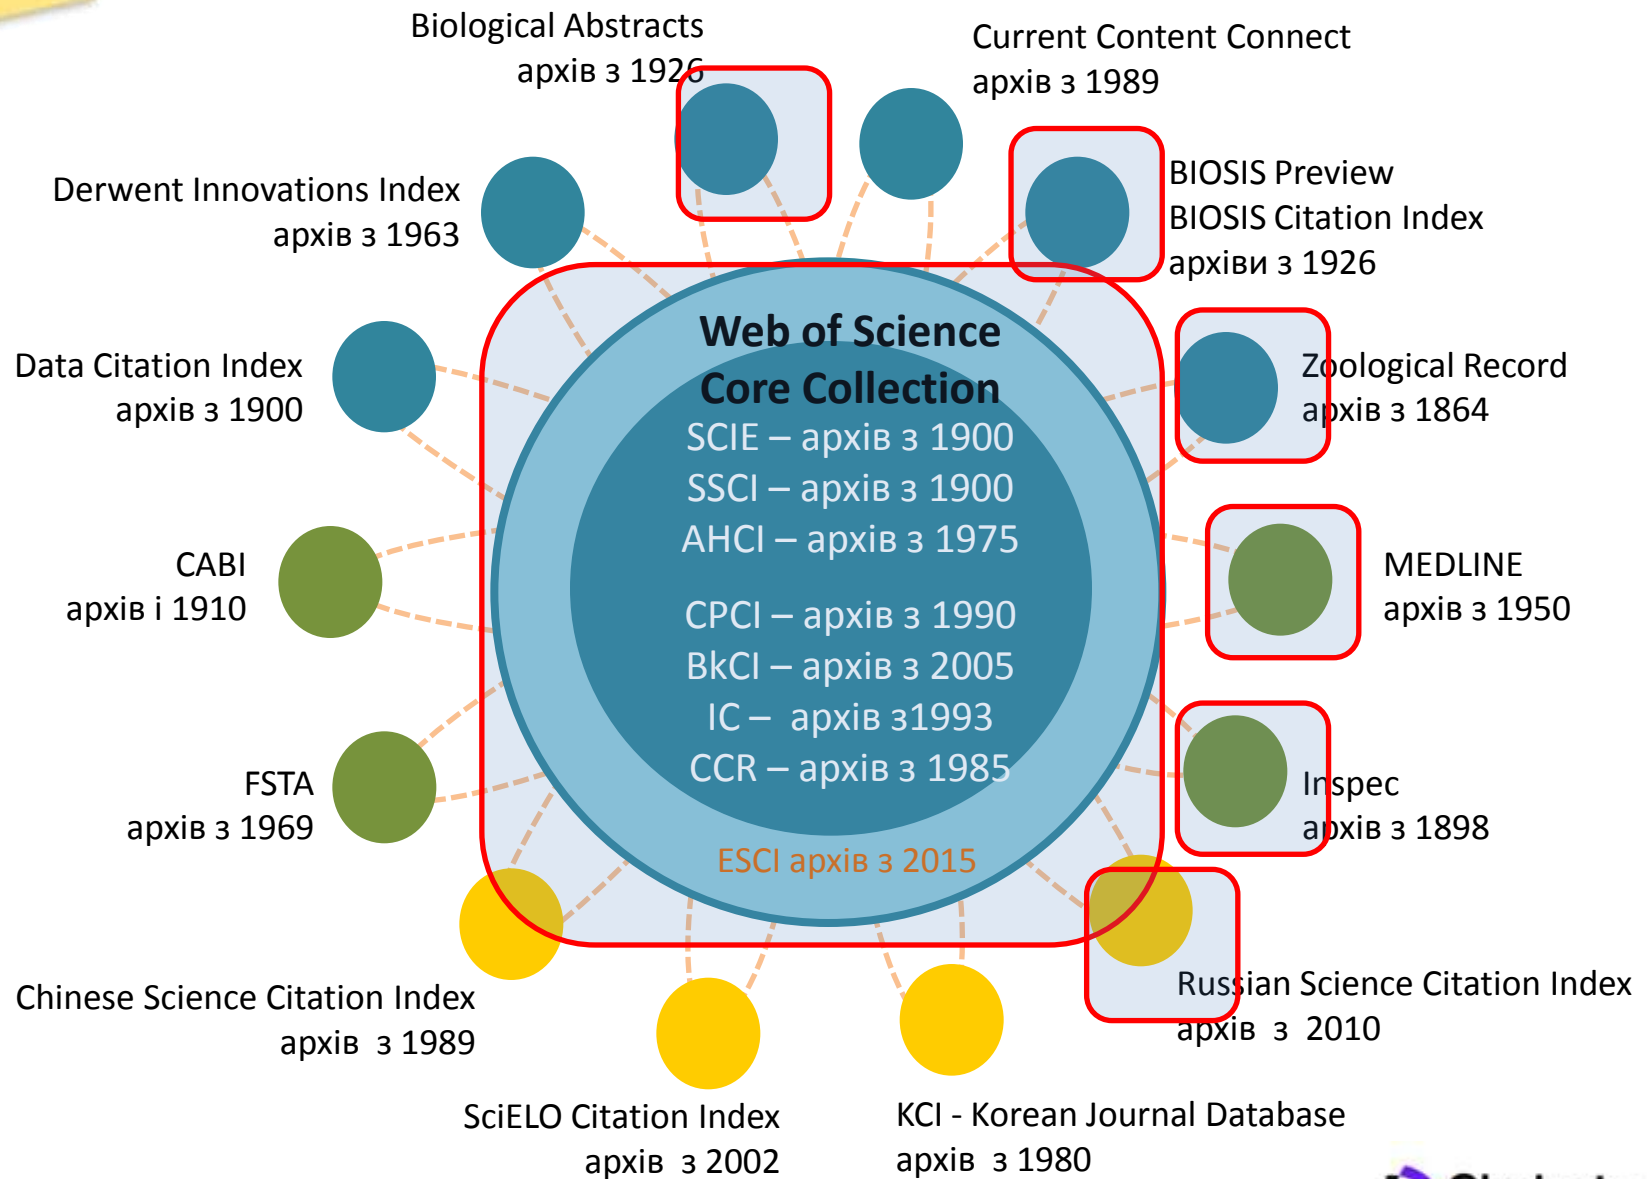 Biological Abstracts
архів з 1926
Current Content Connect
архів з 1989
Derwent Innovations Index
архів з 1963
BIOSIS Preview
BIOSIS Citation Index
архіви з 1926
Data Citation Index
архів з 1900
Zoological Record
архів з 1864
Web of Science
Core Collection
SCIE – архів з 1900
SSCI – архів з 1900
AHCI – архів з 1975
CPCI – архів з 1990
BkCI – архів з 2005
IC –  архів з1993
CCR – архів з 1985
ESCI архів з 2015
CABI
архів і 1910
MEDLINE
архів з 1950
FSTA
архів з 1969
Inspec
архів з 1898
Chinese Science Citation Index
архів  з 1989
Russian Science Citation Index
архів  з  2010
SciELO Citation Index
архів  з 2002
KCI - Korean Journal Database
архів  з 1980